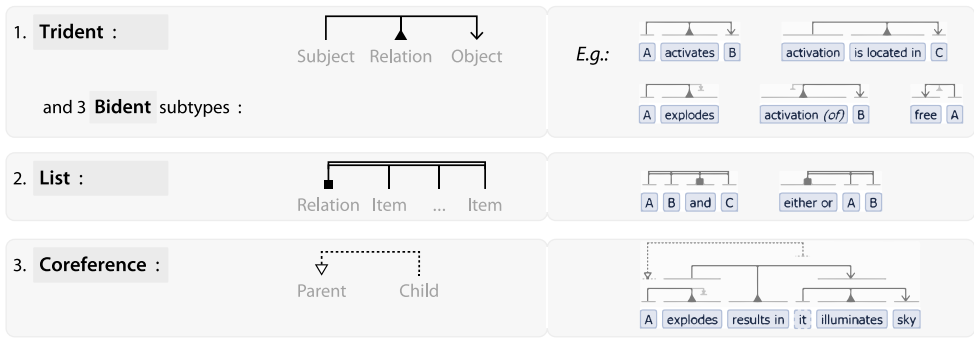 1. Trident :
Subject Relation Object
E.g.:
A activates B
activation is located in C
and 3 Bident subtypes :
A explodes
activation (of) B
free A
2. List :
Relation Item ... Item
A B and C
either or A B
3. Coreference :
Parent Child
A explodes results in it illuminates sky